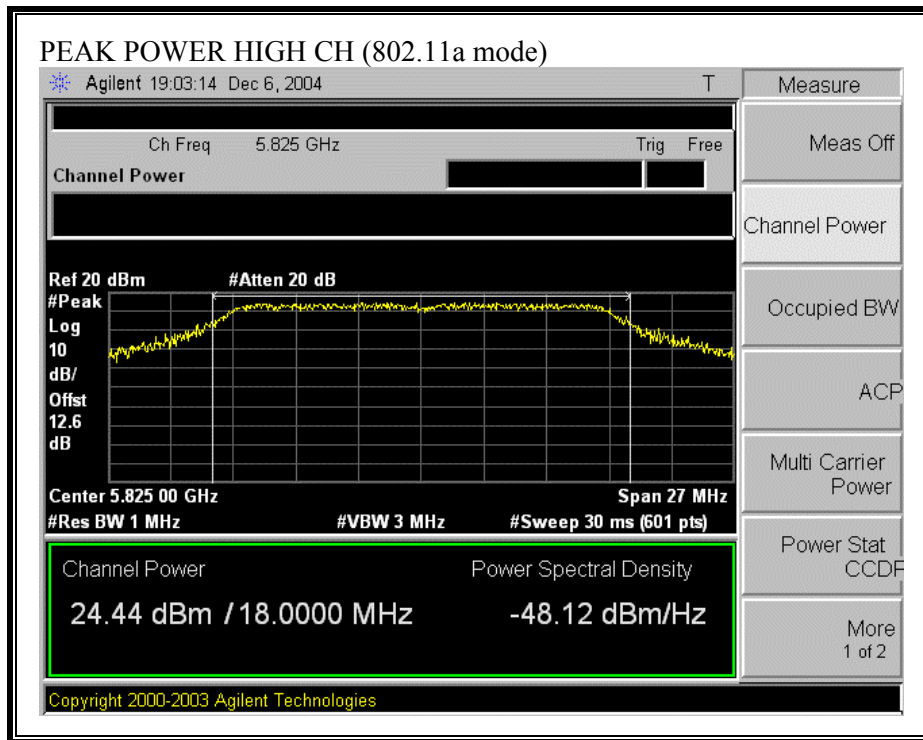 PEAK POWER HIGH CH (802.11a mode)
Agilent 19:03:14 Dec 6, 2004 T
Measure
Ch Freq 5.825 GHz Trig Free
Channel Power
Meas Off
Channel Power
Occupied BW
ACP
Multi Carrier
Power
Power Stat
CCDF
More
1 of 2
Ref 20 dBm #Atten 20 dB
#Peak
Log
10
dB/
Offst
12.6
dB
Center 5.825 00 GHz Span 27 MHz
#Res BW 1 MHz #VBW 3 MHz #Sweep 30 ms (601 pts)
Channel Power Power Spectral Density
24.44 dBm / 18.0000 MHz -48.12 dBm/Hz
Copyright 2000-2003 Agilent Technologies